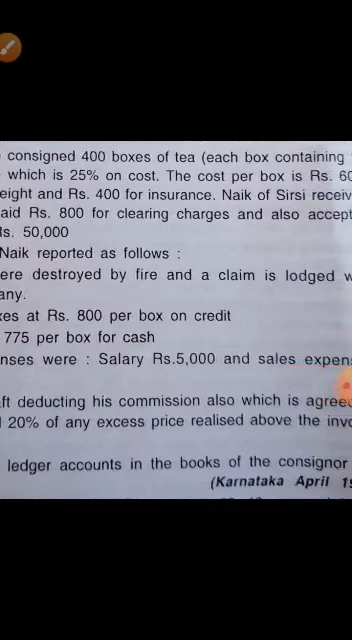 consigned 400 boxes of tea (each box containing
which is 25% on cost. The cost per box is Rs. 60
eight and Rs. 400 for insurance. Naik of Sirsi receiv
aid Rs. 800 for clearing charges and also accept
Rs. 50,000
Naik reported as follows :
ere destroyed by fire and a claim is lodged w
any.
xes at Rs. 800 per box on credit
775 per box for cash
nses were : Salary Rs.5,000 and sales expens
ft deducting his commission also which is agreed
20% of any excess price realised above the invo
ledger accounts in the books of the consignor
(Karnataka April 19